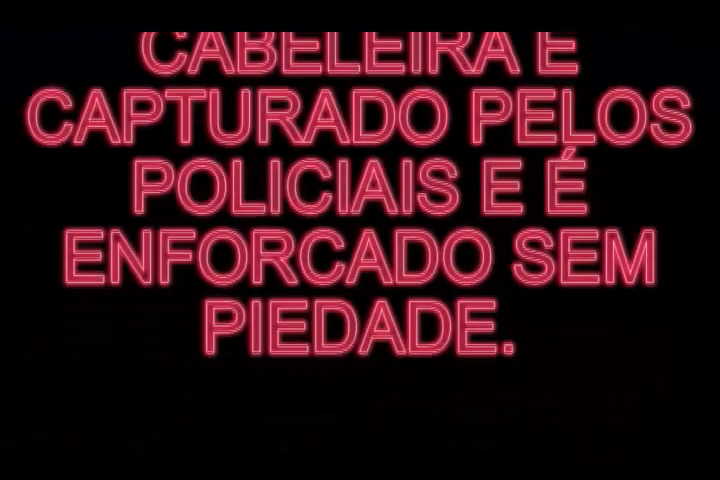 CABELEIRA E
CAPTURADO PELOS
POLICIAIS E É
ENFORCADO SEM
PIEDADE.